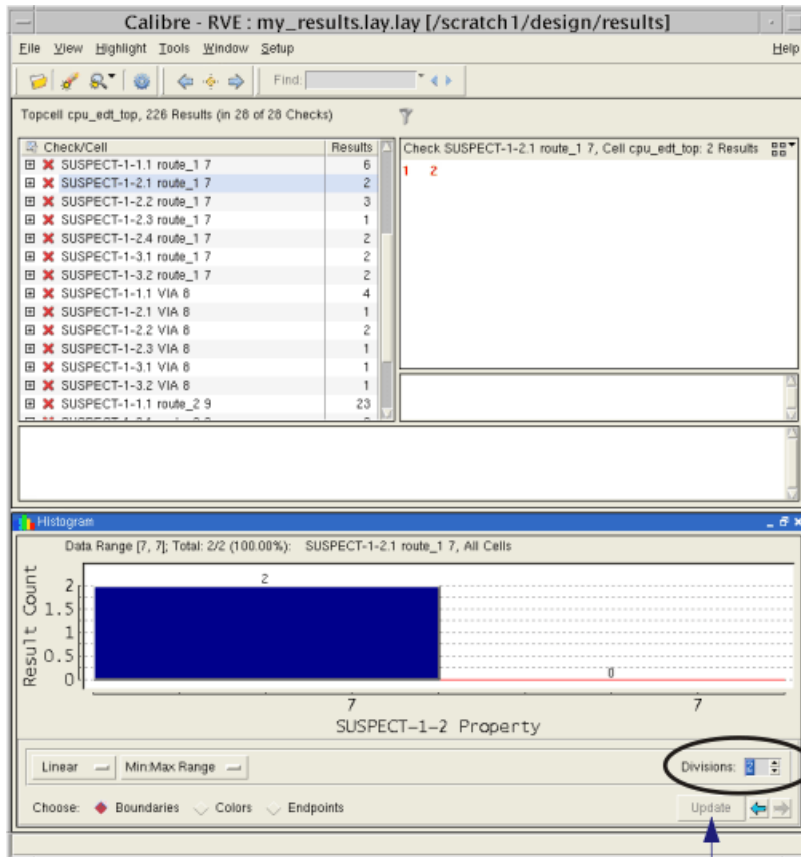 Calibre - RVE : my_results.lay.lay [/scratch1/design/results]
File View Highlight Tools Window Setup Help
Find:
Topcell cpu_edt_top, 226 Results (in 28 of 28 Checks)
Check/Cell Results
SUSPECT-1-1.1 route_1 7 6
SUSPECT-1-2.1 route_1 7 2
SUSPECT-1-2.2 route_1 7 3
SUSPECT-1-2.3 route_1 7 1
SUSPECT-1-2.4 route_1 7 2
SUSPECT-1-3.1 route_1 7 2
SUSPECT-1-3.2 route_1 7 2
SUSPECT-1-1.1 VIA 8 4
SUSPECT-1-2.1 VIA 8 1
SUSPECT-1-2.2 VIA 8 2
SUSPECT-1-2.3 VIA 8 1
SUSPECT-1-3.1 VIA 8 1
SUSPECT-1-3.2 VIA 8 1
SUSPECT-1-1.1 route_2 9 23
Check SUSPECT-1-2.1 route_1 7, Cell cpu_edt_top: 2 Results
1 2
Histogram
Data Range [7, 7]; Total: 2/2 (100.00%): SUSPECT-1-2.1 route_1 7, All Cells
Result Count
2
1.5
1
0.5
0
2
0
7 7
SUSPECT-1-2 Property
Linear Min:Max Range Divisions: 2
Choose: Boundaries Colors Endpoints Update